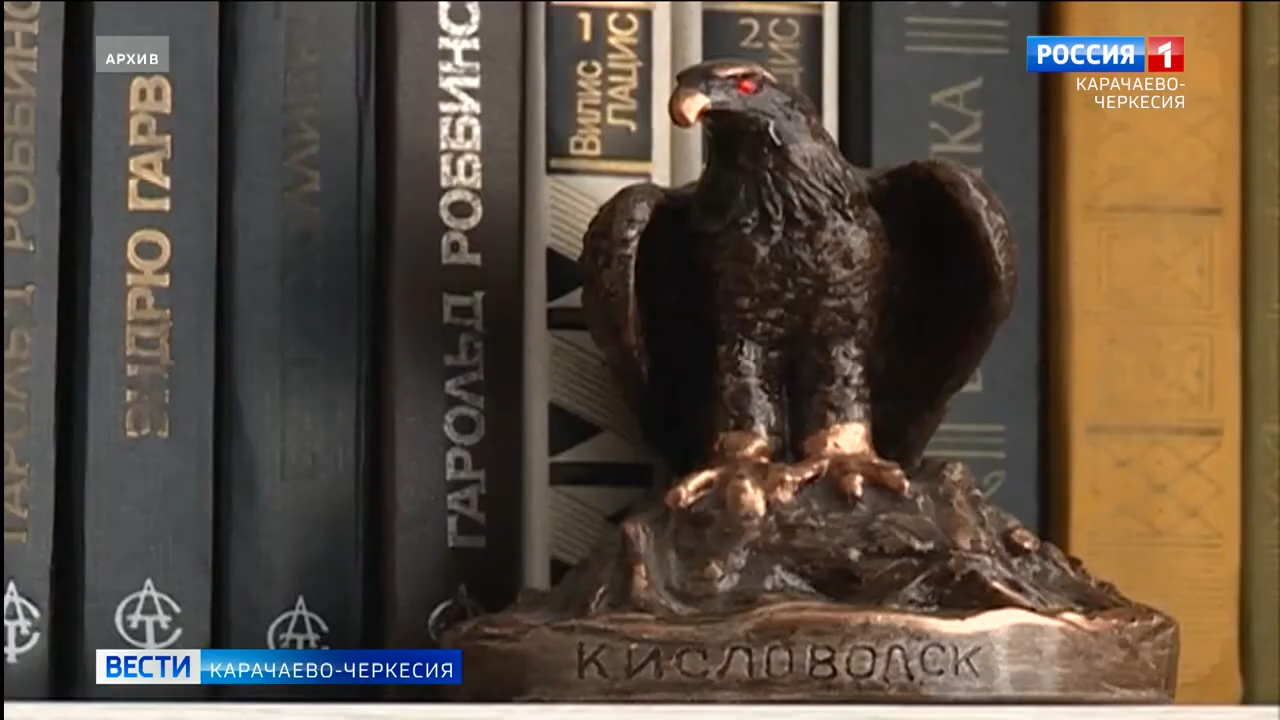 АРХИВ
РОССИЯ 1
КАРАЧАЕВО-
ЧЕРКЕСИЯ
ГАРОЛЬД РОББИНС
ЭНДРЮ ГАРВ
ГАРОЛЬД РОББИНС
1
Вилис
ЛАЦИС
2
ЛАЦИС
КИСЛОВОДСК
ВЕСТИ КАРАЧАЕВО-ЧЕРКЕСИЯ